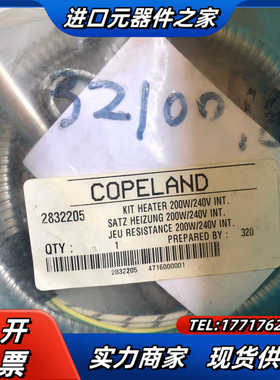 进口元器件之家
32100
COPELAND
2832205
KIT HEATER 200W/240V INT.
SATZ HEIZUNG 200W/240V INT.
JEU RESISTANCE 200W/240V INT.
QTY :
1
PREPARED BY : 320
2832205 4716000001
可开票
TEL:1771762
实力商家 现货供